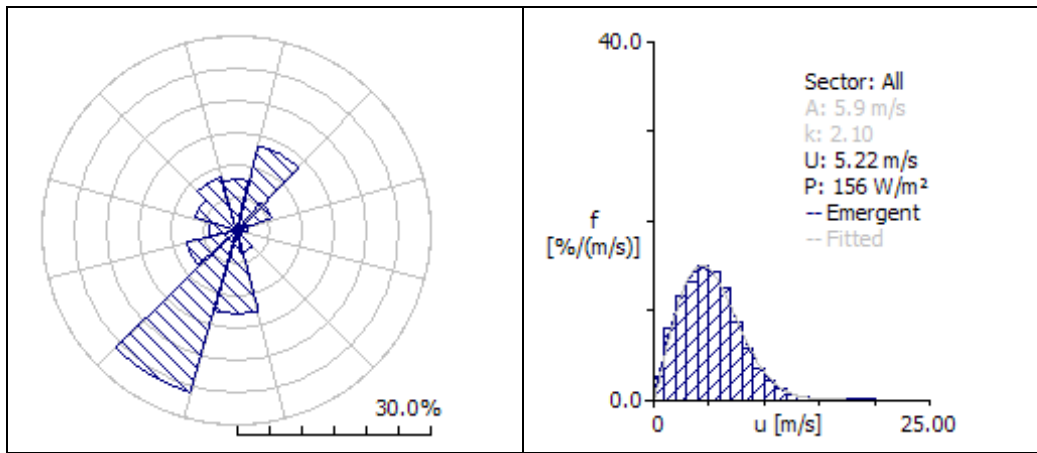 30.0%
40.0
Sector: All
A: 5.9 m/s
k: 2.10
U: 5.22 m/s
P: 156 W/m²
-- Emergent
-- Fitted
f
[%/(m/s)]
0.0
0
u [m/s]
25.00